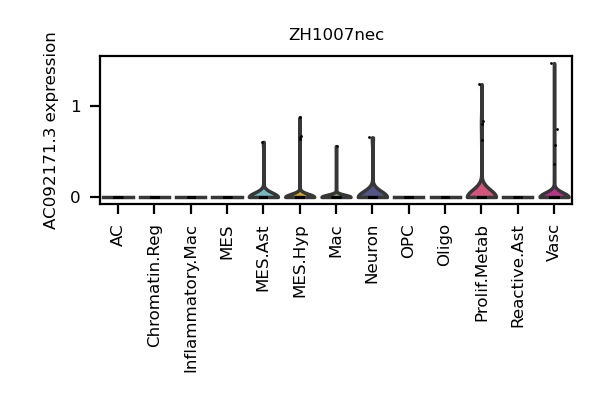 ZH1007nec
AC092171.3 expression
1
0
AC
Chromatin.Reg
Inflammatory.Mac
MES
MES.Ast
MES.Hyp
Mac
Neuron
OPC
Oligo
Prolif.Metab
Reactive.Ast
Vasc